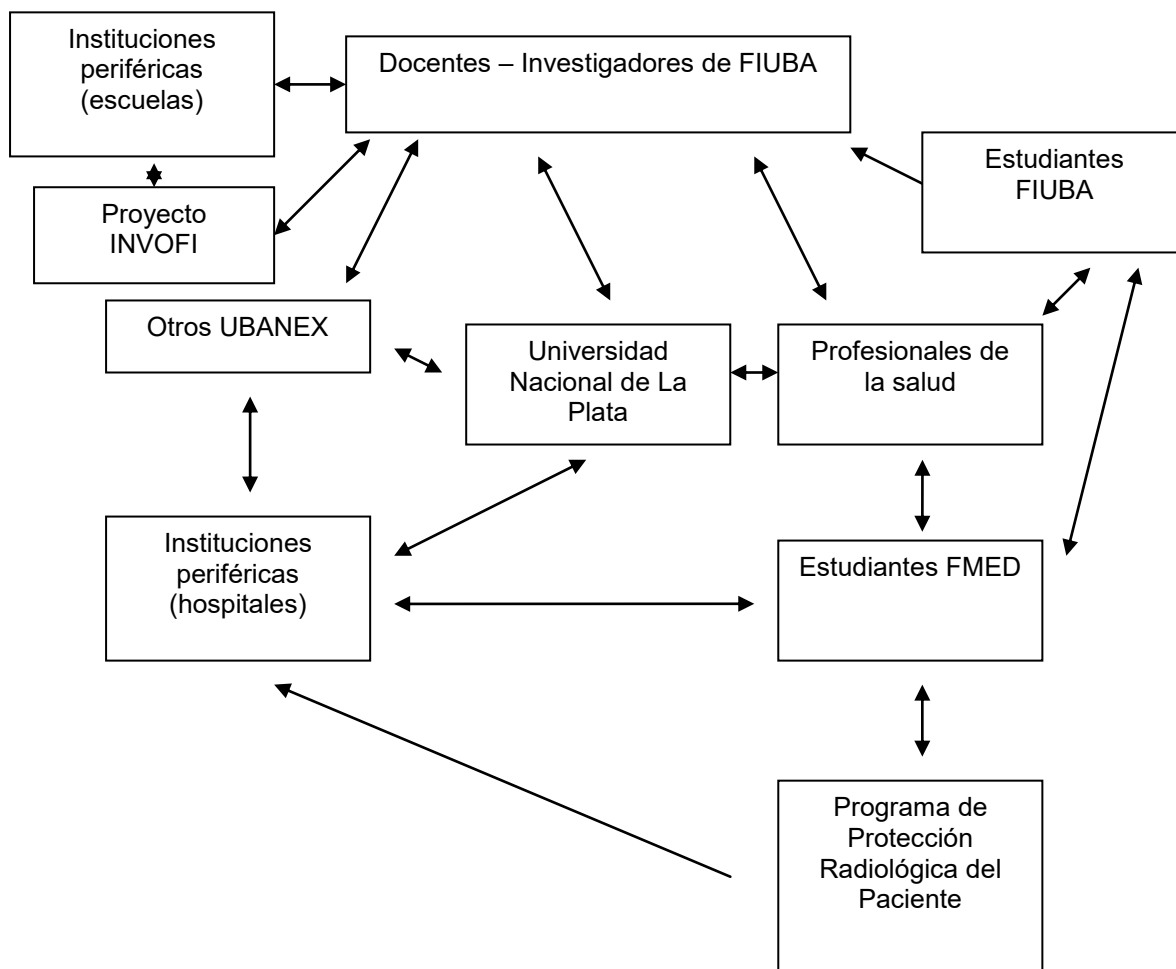 Instituciones
periféricas
(escuelas)
Docentes – Investigadores de FIUBA
Estudiantes
FIUBA
Proyecto
INVOFI
Otros UBANEX
Universidad
Nacional de La
Plata
Profesionales de
la salud
Instituciones
periféricas
(hospitales)
Estudiantes FMED
Programa de
Protección
Radiológica del
Paciente